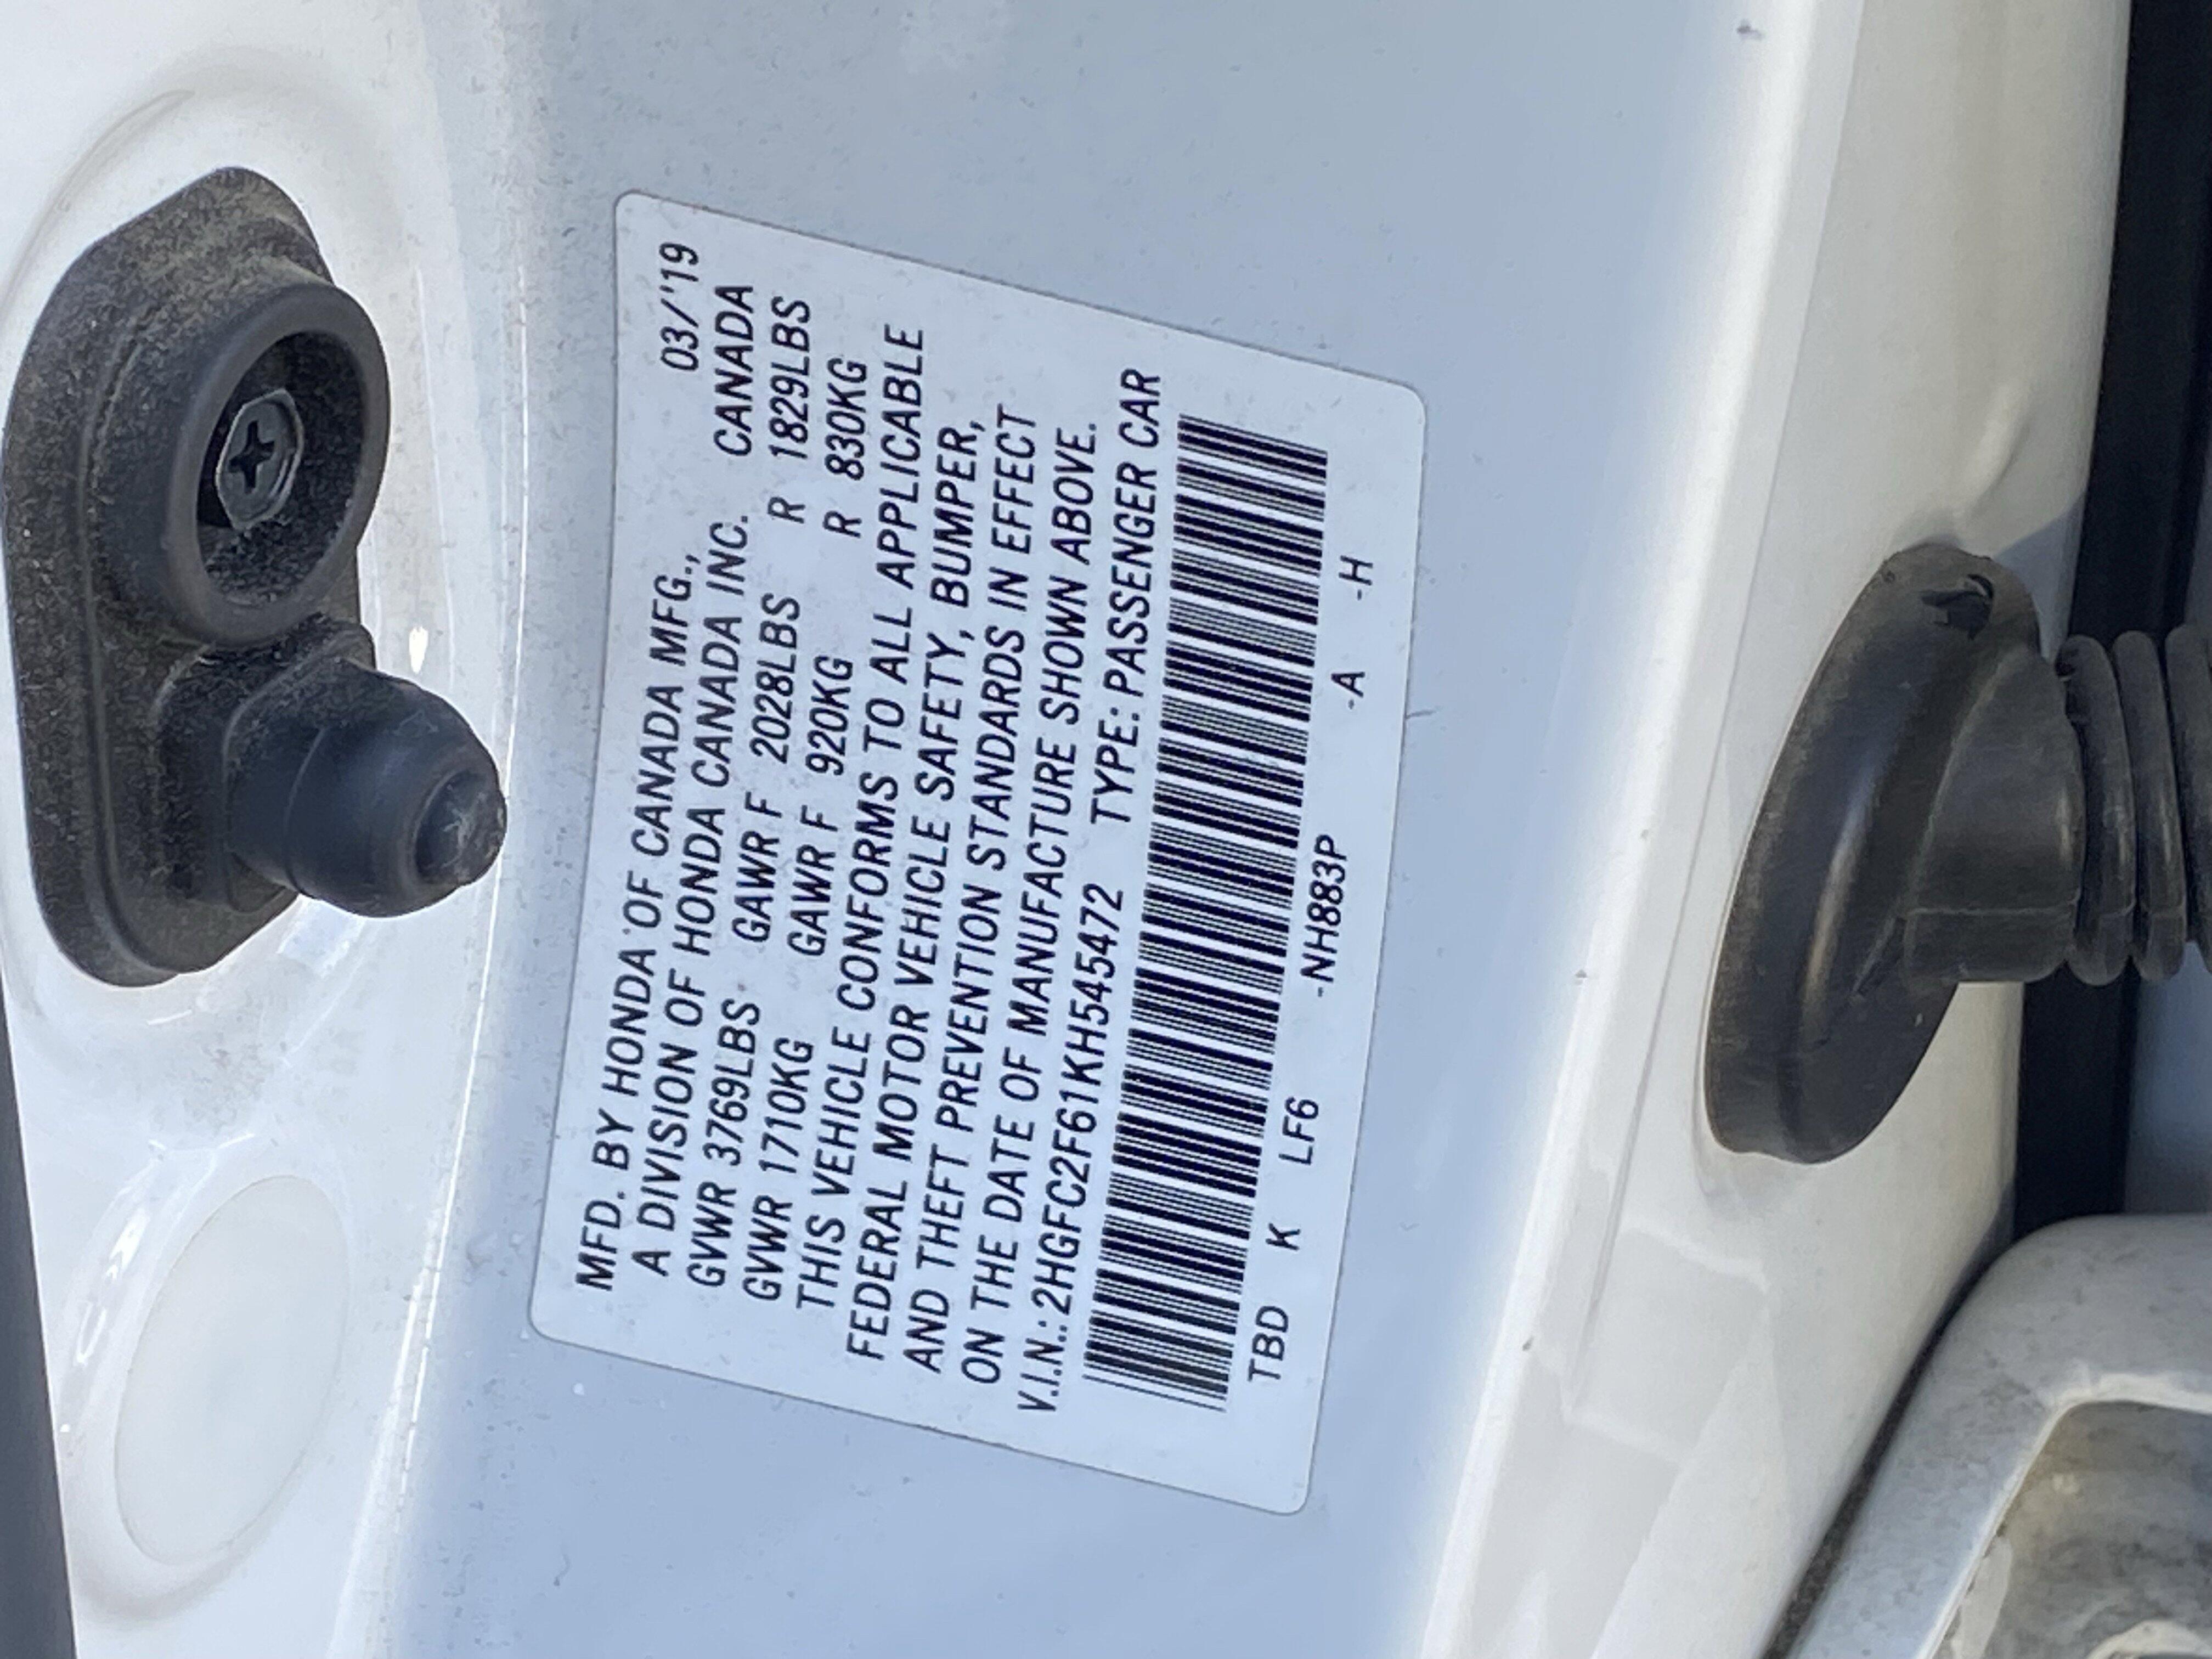 MFD. BY HONDA OF CANADA MFG., 03/'19
A DIVISION OF HONDA CANADA INC. CANADA
GVWR 3769LBS GAWR F 2028LBS R 1829LBS
GVWR 1710KG GAWR F 920KG R 830KG
THIS VEHICLE CONFORMS TO ALL APPLICABLE
FEDERAL MOTOR VEHICLE SAFETY, BUMPER,
AND THEFT PREVENTION STANDARDS IN EFFECT
ON THE DATE OF MANUFACTURE SHOWN ABOVE.
V.I.N.: 2HGFC2F61KH545472 TYPE: PASSENGER CAR
TBD K LF6 -NH883P -A -H